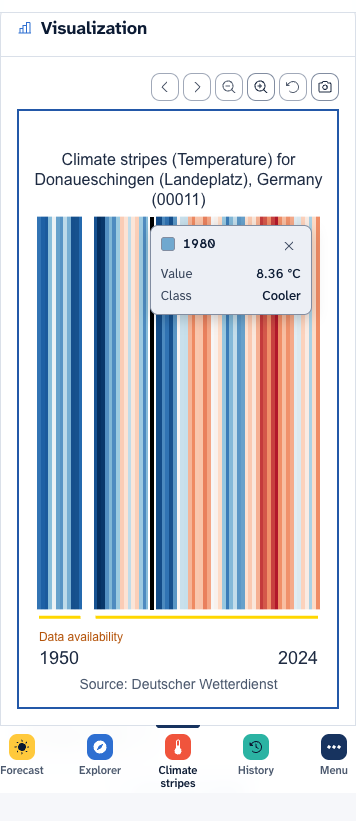 Visualization
Climate stripes (Temperature) for
Donaueschingen (Landeplatz), Germany
(00011)
1980
Value 8.36 °C
Class Cooler
Data availability
1950 2024
Source: Deutscher Wetterdienst
Forecast Explorer Climate stripes History Menu